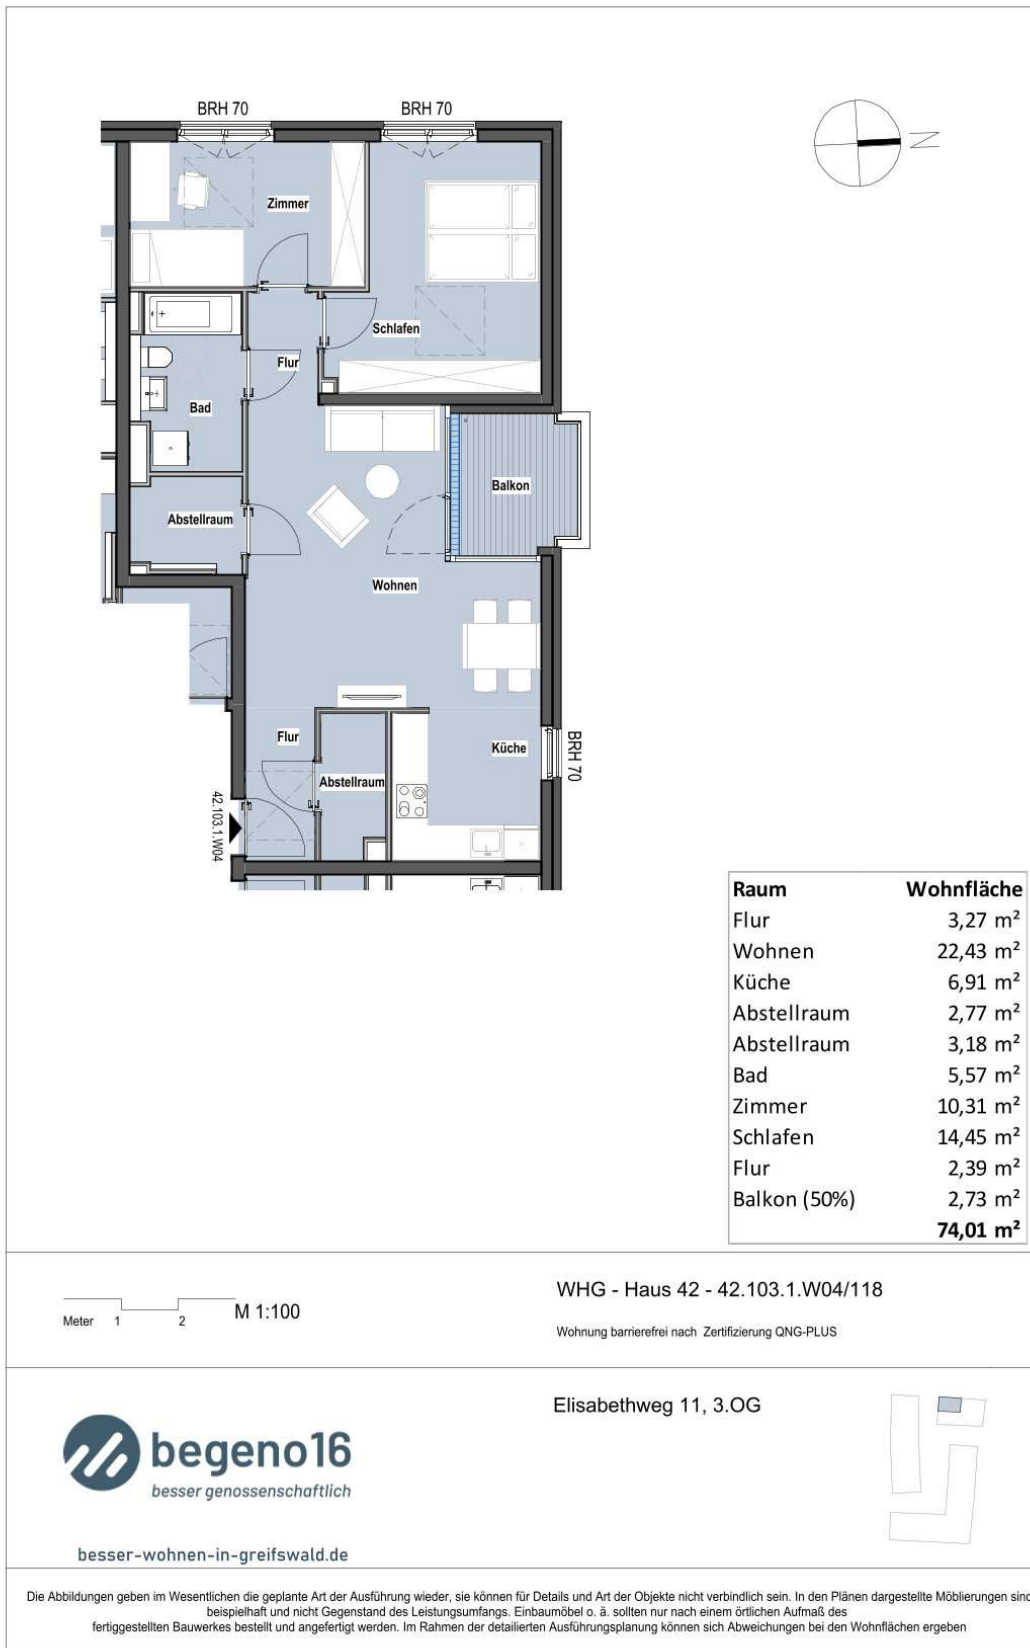 BRH 70 BRH 70
N
Zimmer
Schlafen
Flur
Bad
Balkon
Abstellraum
Wohnen
Flur
Küche
BRH 70
Abstellraum
42.103.1.W04
Raum Wohnfläche
Flur 3,27 m²
Wohnen 22,43 m²
Küche 6,91 m²
Abstellraum 2,77 m²
Abstellraum 3,18 m²
Bad 5,57 m²
Zimmer 10,31 m²
Schlafen 14,45 m²
Flur 2,39 m²
Balkon (50%) 2,73 m²
74,01 m²
Meter 1 2 M 1:100
WHG - Haus 42 - 42.103.1.W04/118
Wohnung barrierefrei nach Zertifizierung QNG-PLUS
Elisabethweg 11, 3.OG
begeno16
besser genossenschaftlich
besser-wohnen-in-greifswald.de
Die Abbildungen geben im Wesentlichen die geplante Art der Ausführung wieder, sie können für Details und Art der Objekte nicht verbindlich sein. In den Plänen dargestellte Möblierungen sind
beispielhaft und nicht Gegenstand des Leistungsumfangs. Einbaumöbel o. ä. sollten nur nach einem örtlichen Aufmaß des
fertiggestellten Bauwerkes bestellt und angefertigt werden. Im Rahmen der detailierten Ausführungsplanung können sich Abweichungen bei den Wohnflächen ergeben